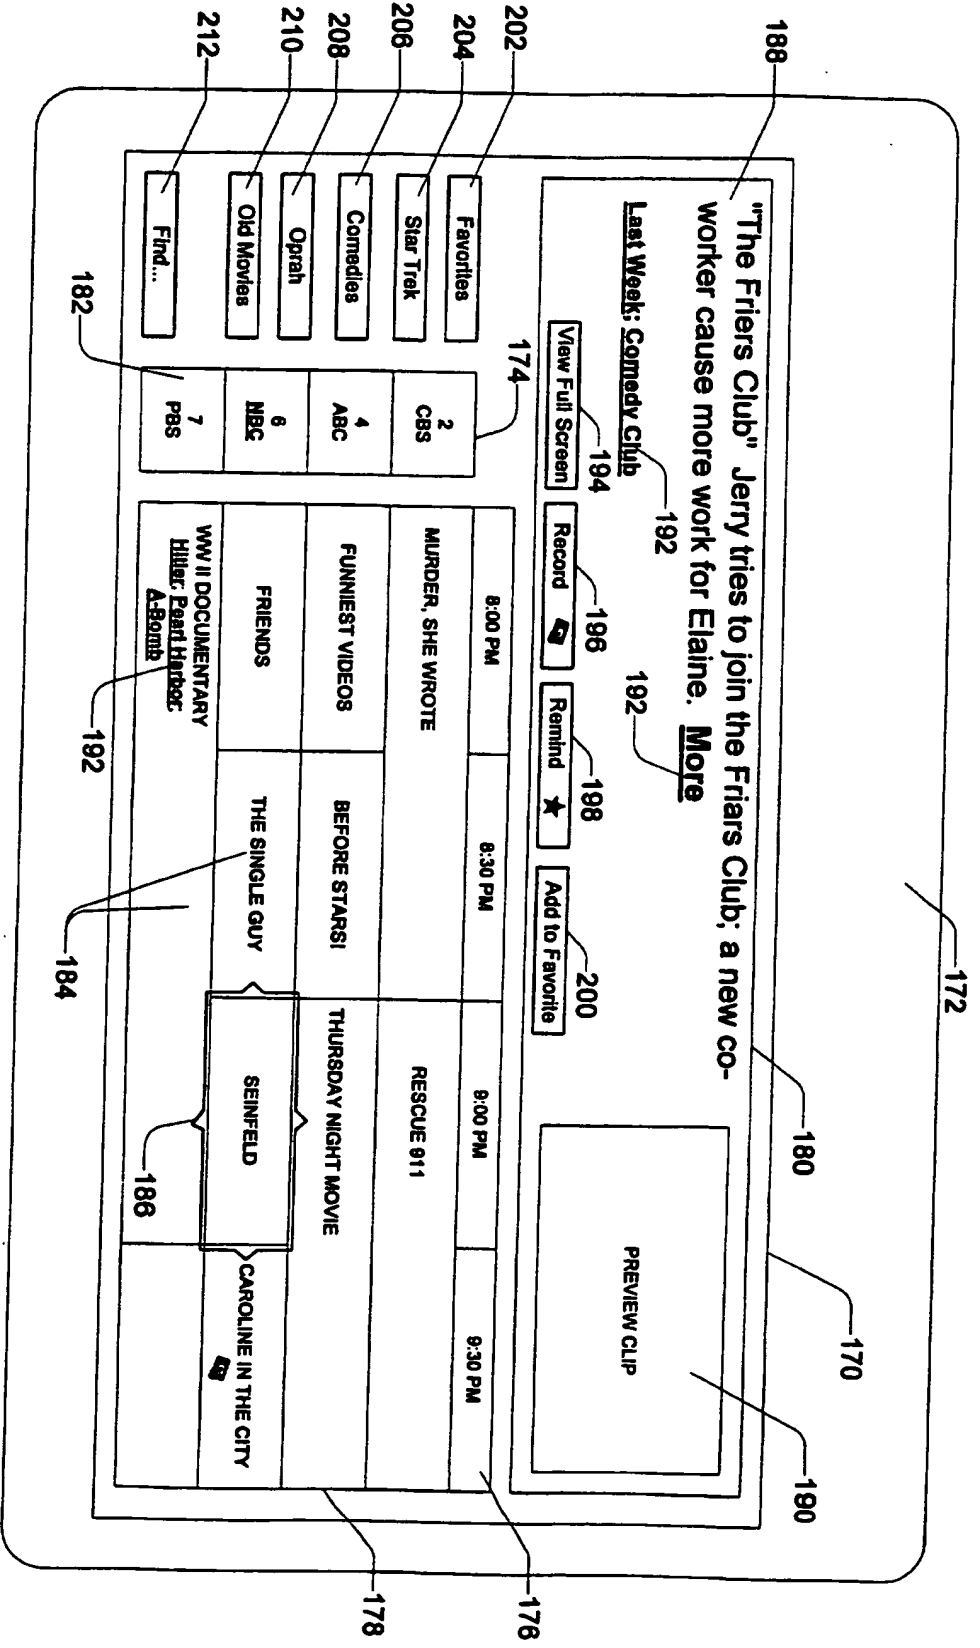 172
170
180
188
"The Friers Club" Jerry tries to join the Friars Club; a new co-
worker cause more work for Elaine. More
192
Last Week; Comedy Club
192
PREVIEW CLIP
190
194
196
198
200
View Full Screen
Record
Remind
Add to Favorite
202
204
206
208
210
212
Favorites
Star Trek
Comedies
Oprah
Old Movies
Find...
174
2
CBS
4
ABC
6
NBC
7
PBS
182
8:00 PM
8:30 PM
9:00 PM
9:30 PM
176
MURDER, SHE WROTE
RESCUE 911
FUNNIEST VIDEOS
BEFORE STARS!
THURSDAY NIGHT MOVIE
178
FRIENDS
THE SINGLE GUY
SEINFELD
CAROLINE IN THE CITY
WW II DOCUMENTARY
Hitler; Pearl Harbor;
A-Bomb
192
184
186